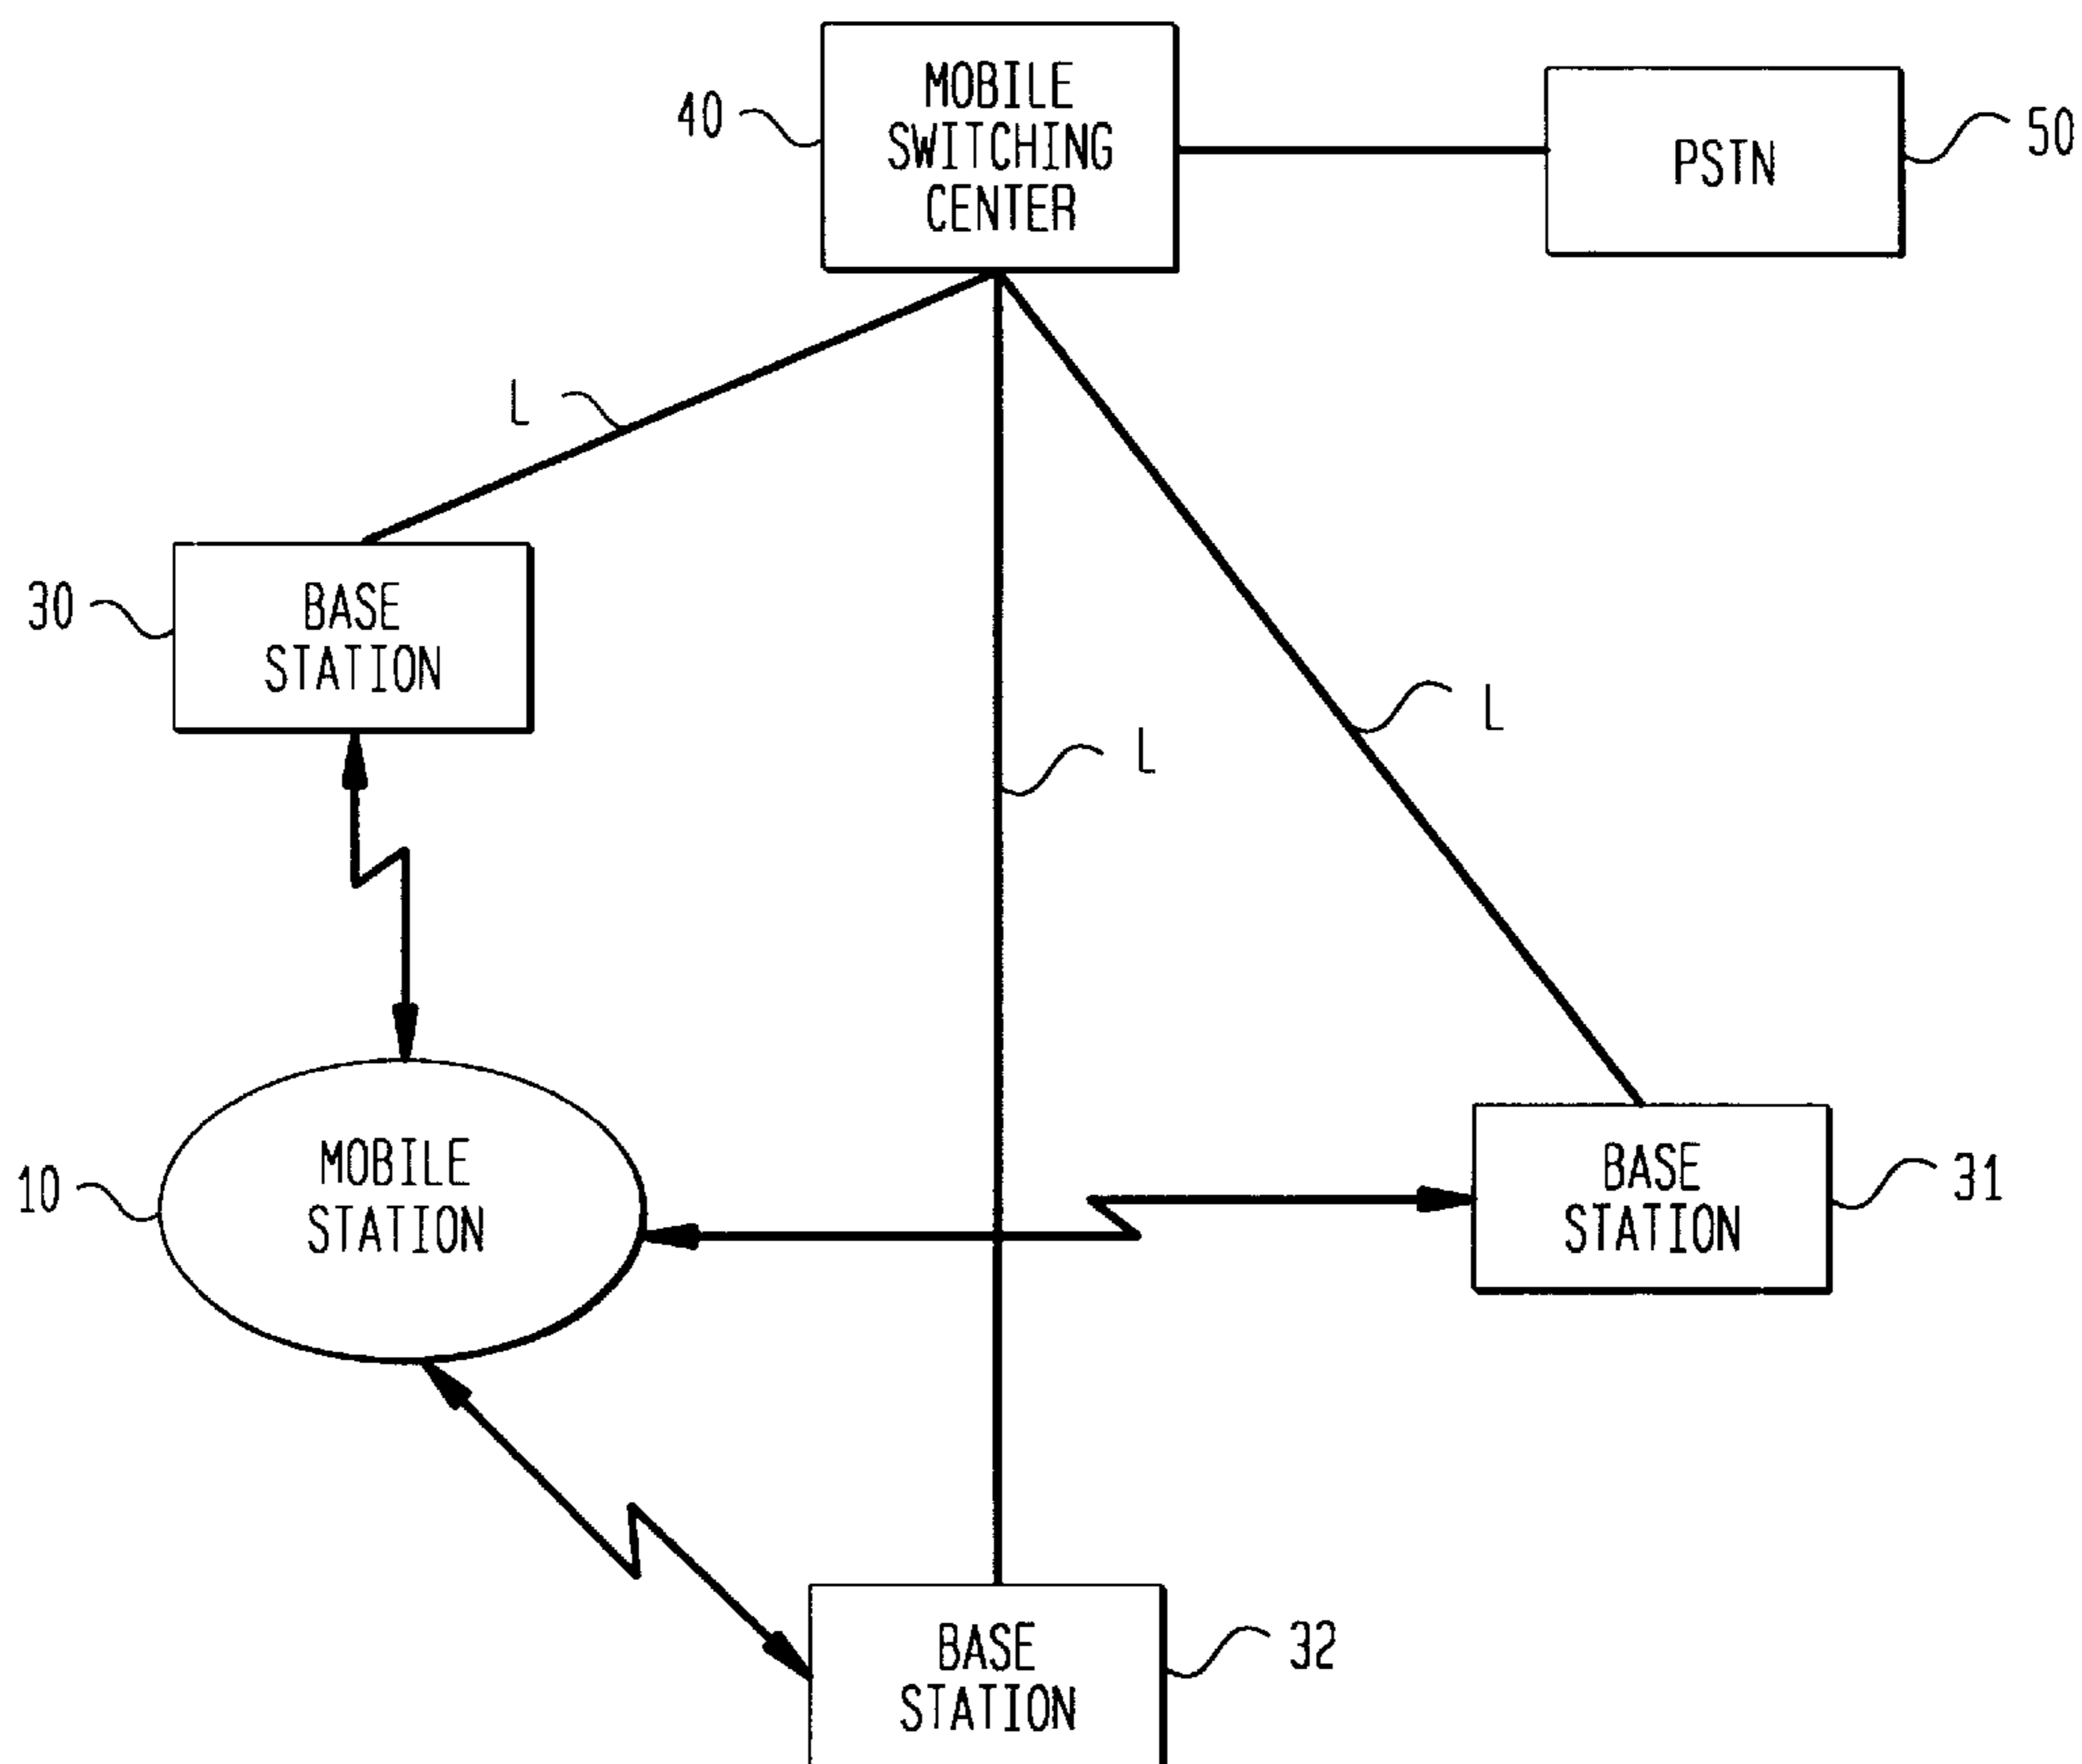 40
MOBILE
SWITCHING
CENTER
PSTN
50
L
30
BASE
STATION
L
L
10
MOBILE
STATION
BASE
STATION
31
BASE
STATION
32